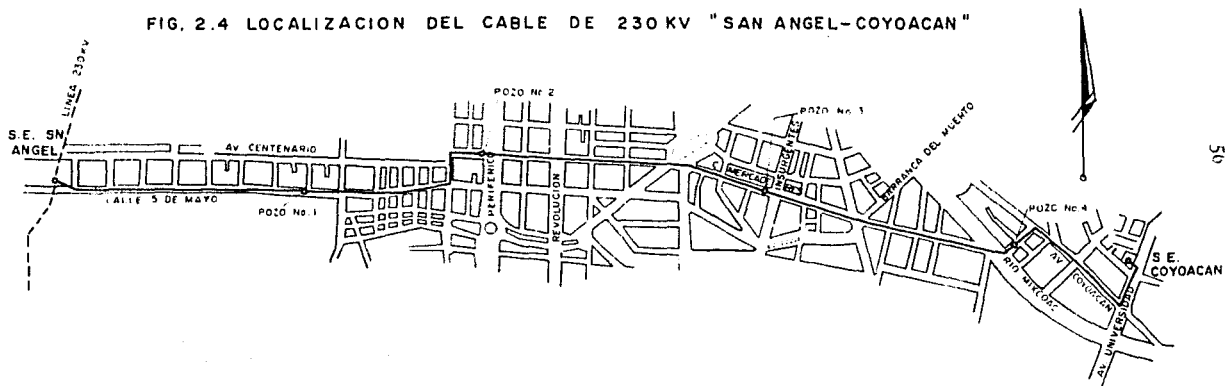 FIG. 2.4 LOCALIZACION DEL CABLE DE 230 KV "SAN ANGEL-COYOACAN"
LINEA 230KV
S.E. SN
ANGEL
AV. CENTENARIO
CALLE 5 DE MAYO
POZO No. 1
POZO No. 2
PERIFERICO
REVOLUCION
MERCADERES
INSURGENTES
POZO No. 3
BARRANCA DEL MUERTO
POZO No. 4
RIO MIXCOAC
AV. COYOACAN
AV. UNIVERSIDAD
S.E.
COYOACAN
50